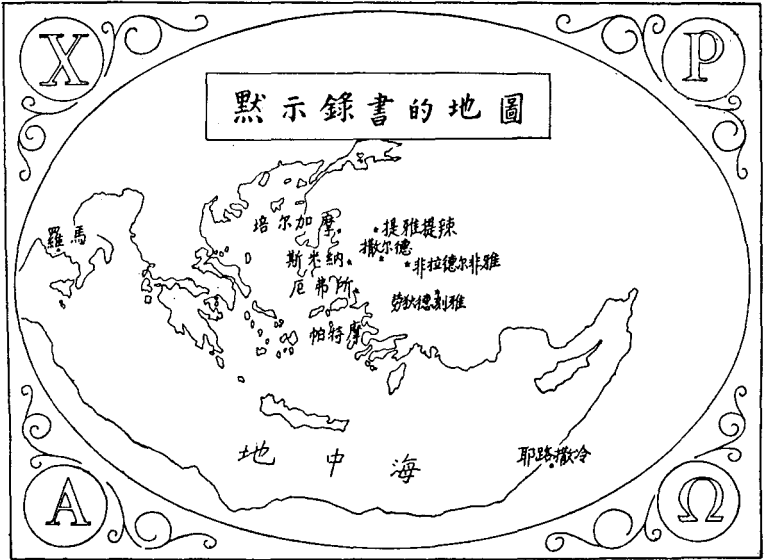 X
P
默示錄書的地圖
羅馬
培尔加摩
提雅提辣
撒尔德
斯米納
非拉德尔非雅
厄弗所
勞狄德刻雅
帕特摩
地中海
耶路撒冷
A
Ω